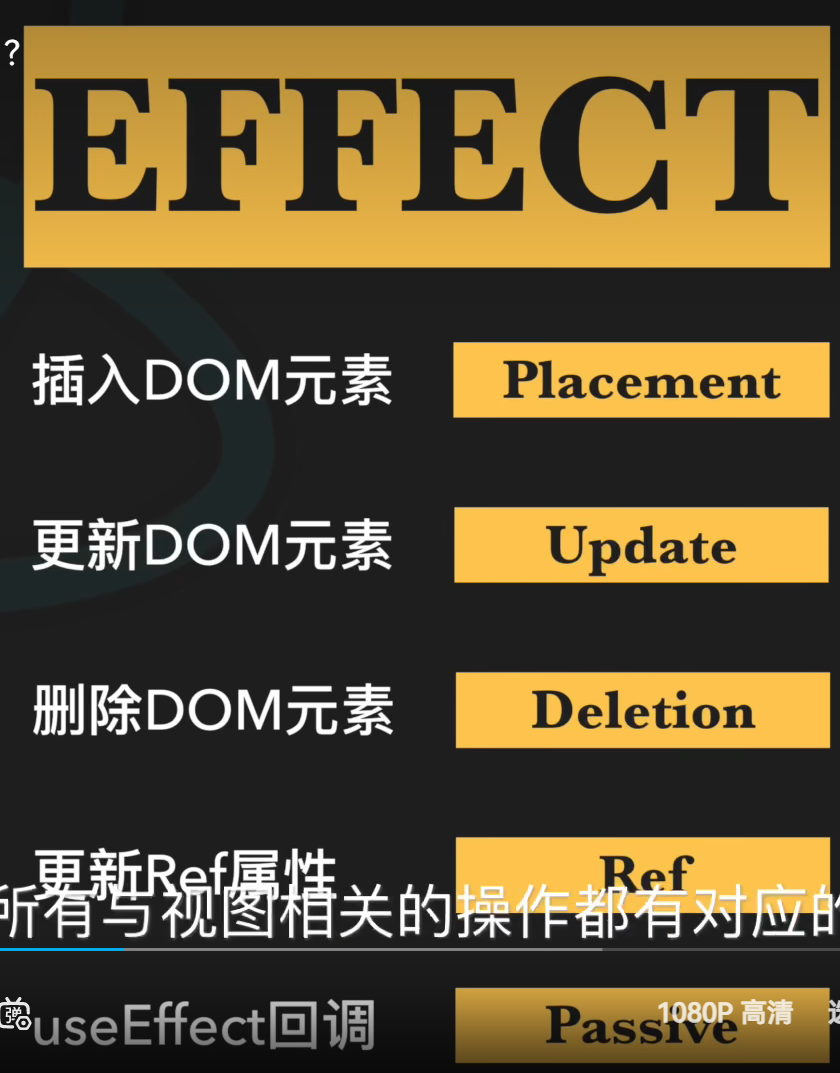 ?
EFFECT
插入DOM元素 Placement
更新DOM元素 Update
删除DOM元素 Deletion
更新Ref属性 Ref
所有与视图相关的操作都有对应的
useEffect回调 Passive
弹
1080P 高清
选